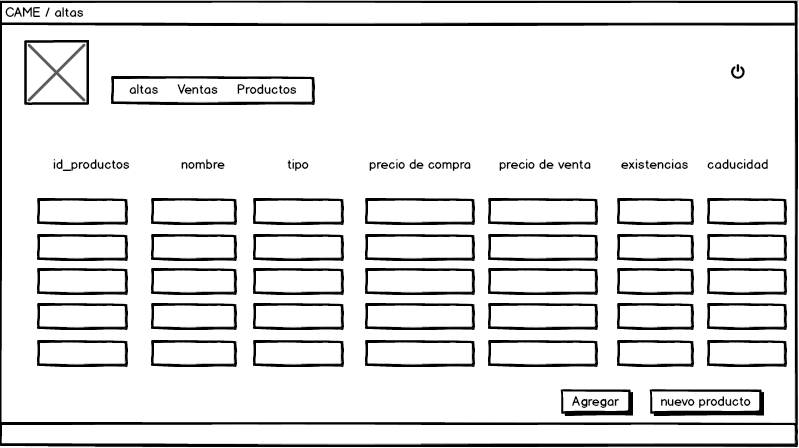 CAME / altas
altas Ventas Productos
id_productos nombre tipo precio de compra precio de venta existencias caducidad
Agregar nuevo producto